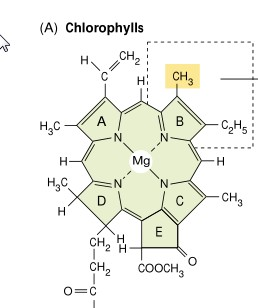 (A) Chlorophylls
CH₂
H
C
H
CH₃
A
B
H₃C
C₂H₅
N
N
H
Mg
H
H₃C
N
N
CH₃
D
C
H
E
CH₂
H
H
O
CH₂
COOCH₃
O=C